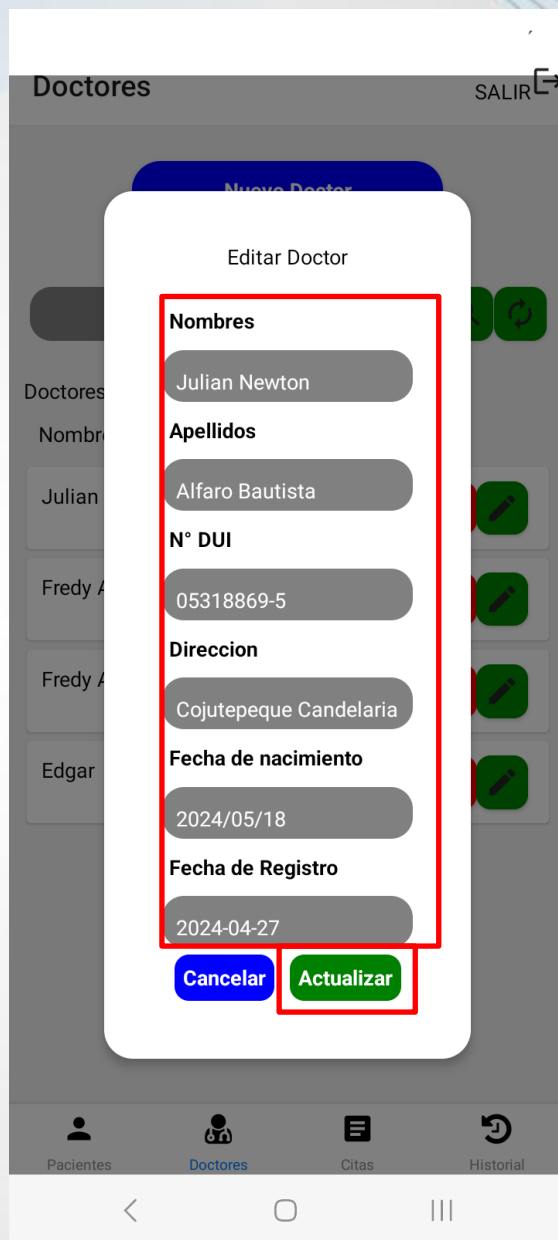 Doctores
SALIR
Nuevo Doctor
Editar Doctor
Nombres
Julian Newton
Doctores
Apellidos
Nombre
Alfaro Bautista
Julian
N° DUI
05318869-5
Fredy A
Direccion
Fredy A
Cojutepeque Candelaria
Fecha de nacimiento
Edgar
2024/05/18
Fecha de Registro
2024-04-27
Cancelar Actualizar
Pacientes Doctores Citas Historial